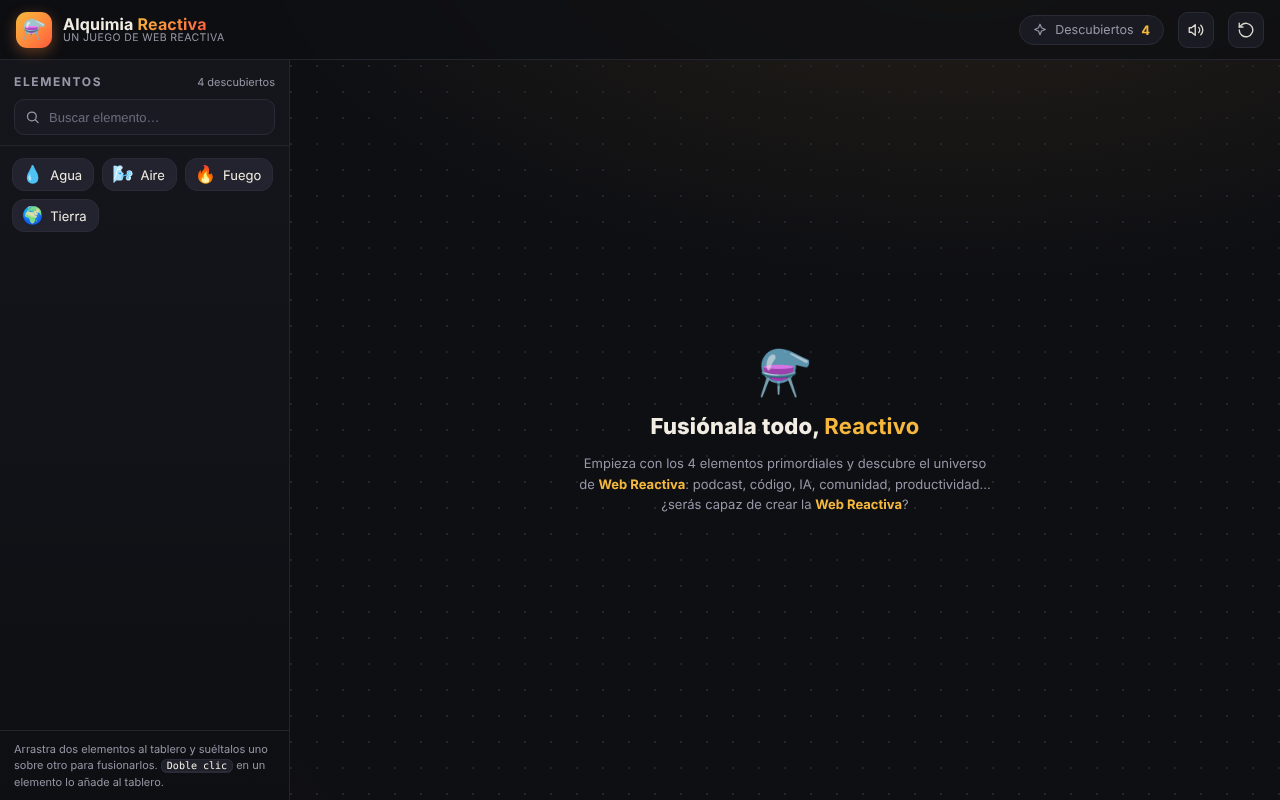 Alquimia Reactiva
UN JUEGO DE WEB REACTIVA
Descubiertos 4
ELEMENTOS
4 descubiertos
Buscar elemento…
Agua
Aire
Fuego
Tierra
Fusiónala todo, Reactivo
Empieza con los 4 elementos primordiales y descubre el universo
de Web Reactiva: podcast, código, IA, comunidad, productividad…
¿serás capaz de crear la Web Reactiva?
Arrastra dos elementos al tablero y suéltalos uno
sobre otro para fusionarlos. Doble clic en un
elemento lo añade al tablero.